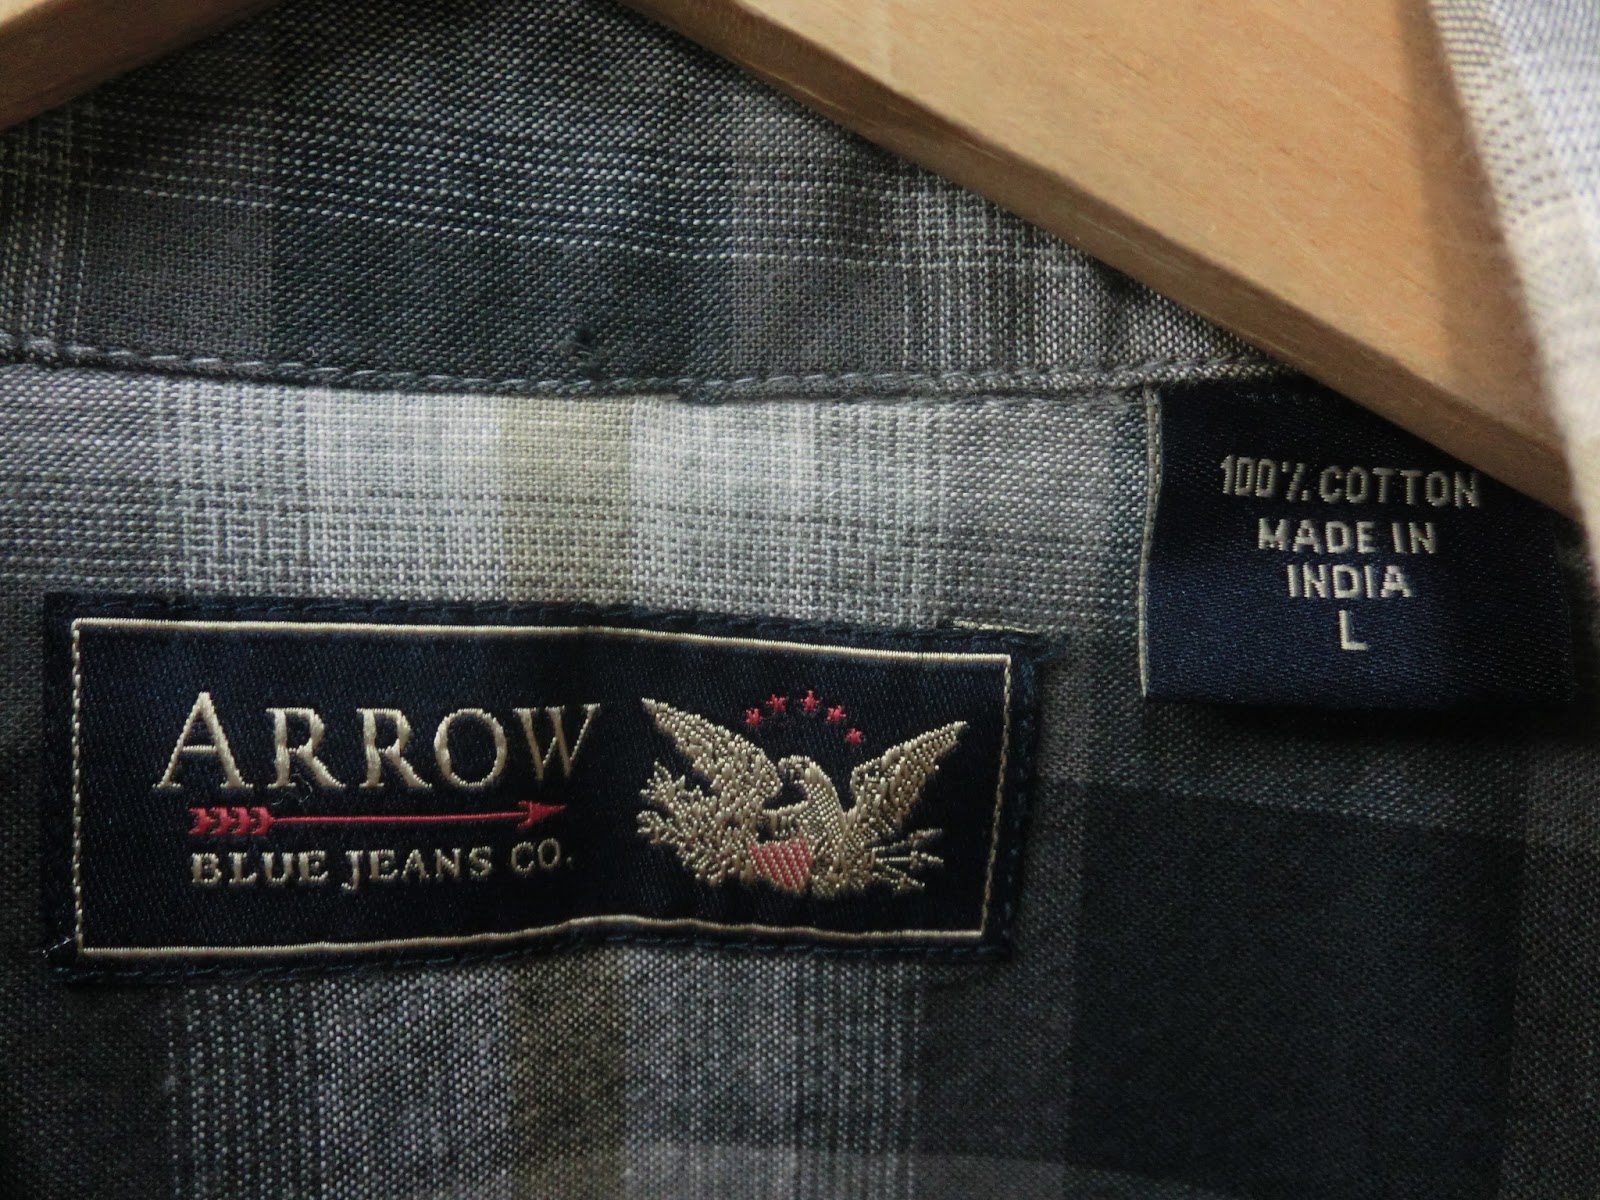 ARROW
BLUE JEANS CO.
100% COTTON
MADE IN
INDIA
L